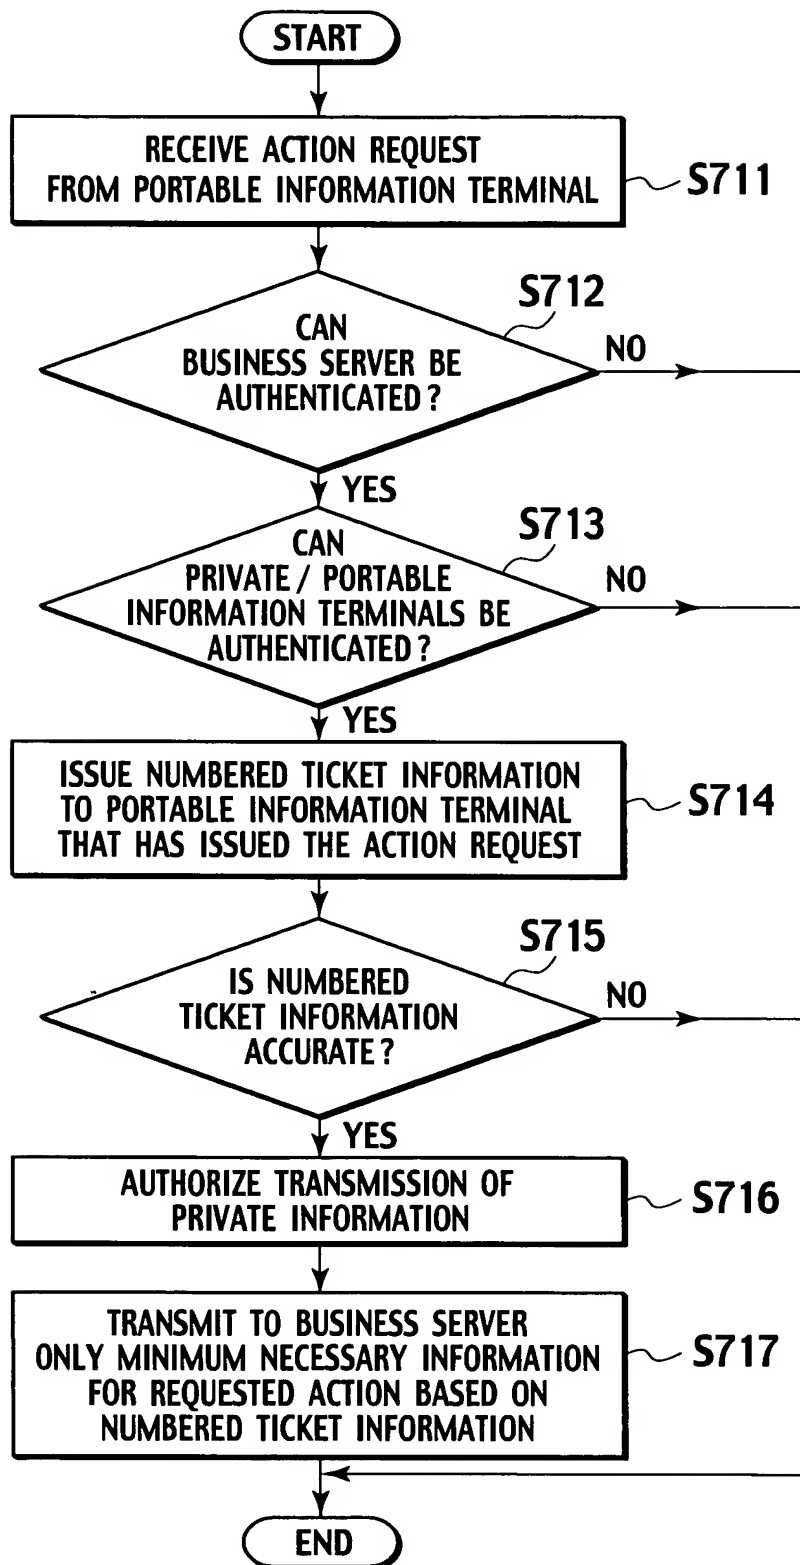 START
RECEIVE ACTION REQUEST
FROM PORTABLE INFORMATION TERMINAL
S711
S712
CAN
BUSINESS SERVER BE
AUTHENTICATED?
NO
YES
S713
CAN
PRIVATE/ PORTABLE
INFORMATION TERMINALS BE
AUTHENTICATED?
NO
YES
ISSUE NUMBERED TICKET INFORMATION
TO PORTABLE INFORMATION TERMINAL
THAT HAS ISSUED THE ACTION REQUEST
S714
S715
IS NUMBERED
TICKET INFORMATION
ACCURATE?
NO
YES
AUTHORIZE TRANSMISSION OF
PRIVATE INFORMATION
S716
TRANSMIT TO BUSINESS SERVER
ONLY MINIMUM NECESSARY INFORMATION
FOR REQUESTED ACTION BASED ON
NUMBERED TICKET INFORMATION
S717
END